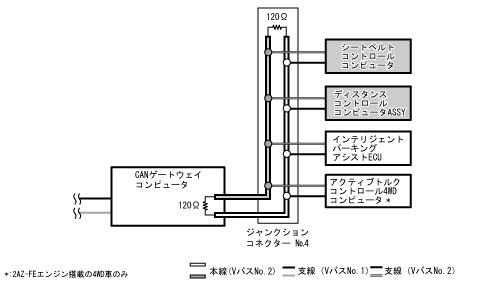 120Ω
シートベルト
コントロール
コンピュータ
ディスタンス
コントロール
コンピュータASSY
インテリジェント
パーキング
アシストECU
CANゲートウェイ
コンピュータ
120Ω
アクティブトルク
コントロール4WD
コンピュータ *
ジャンクション
コネクター No.4
本線(VバスNo. 2)
支線 (VバスNo. 1)
支線 (VバスNo. 2)
*:2AZ-FEエンジン搭載の4WD車のみ